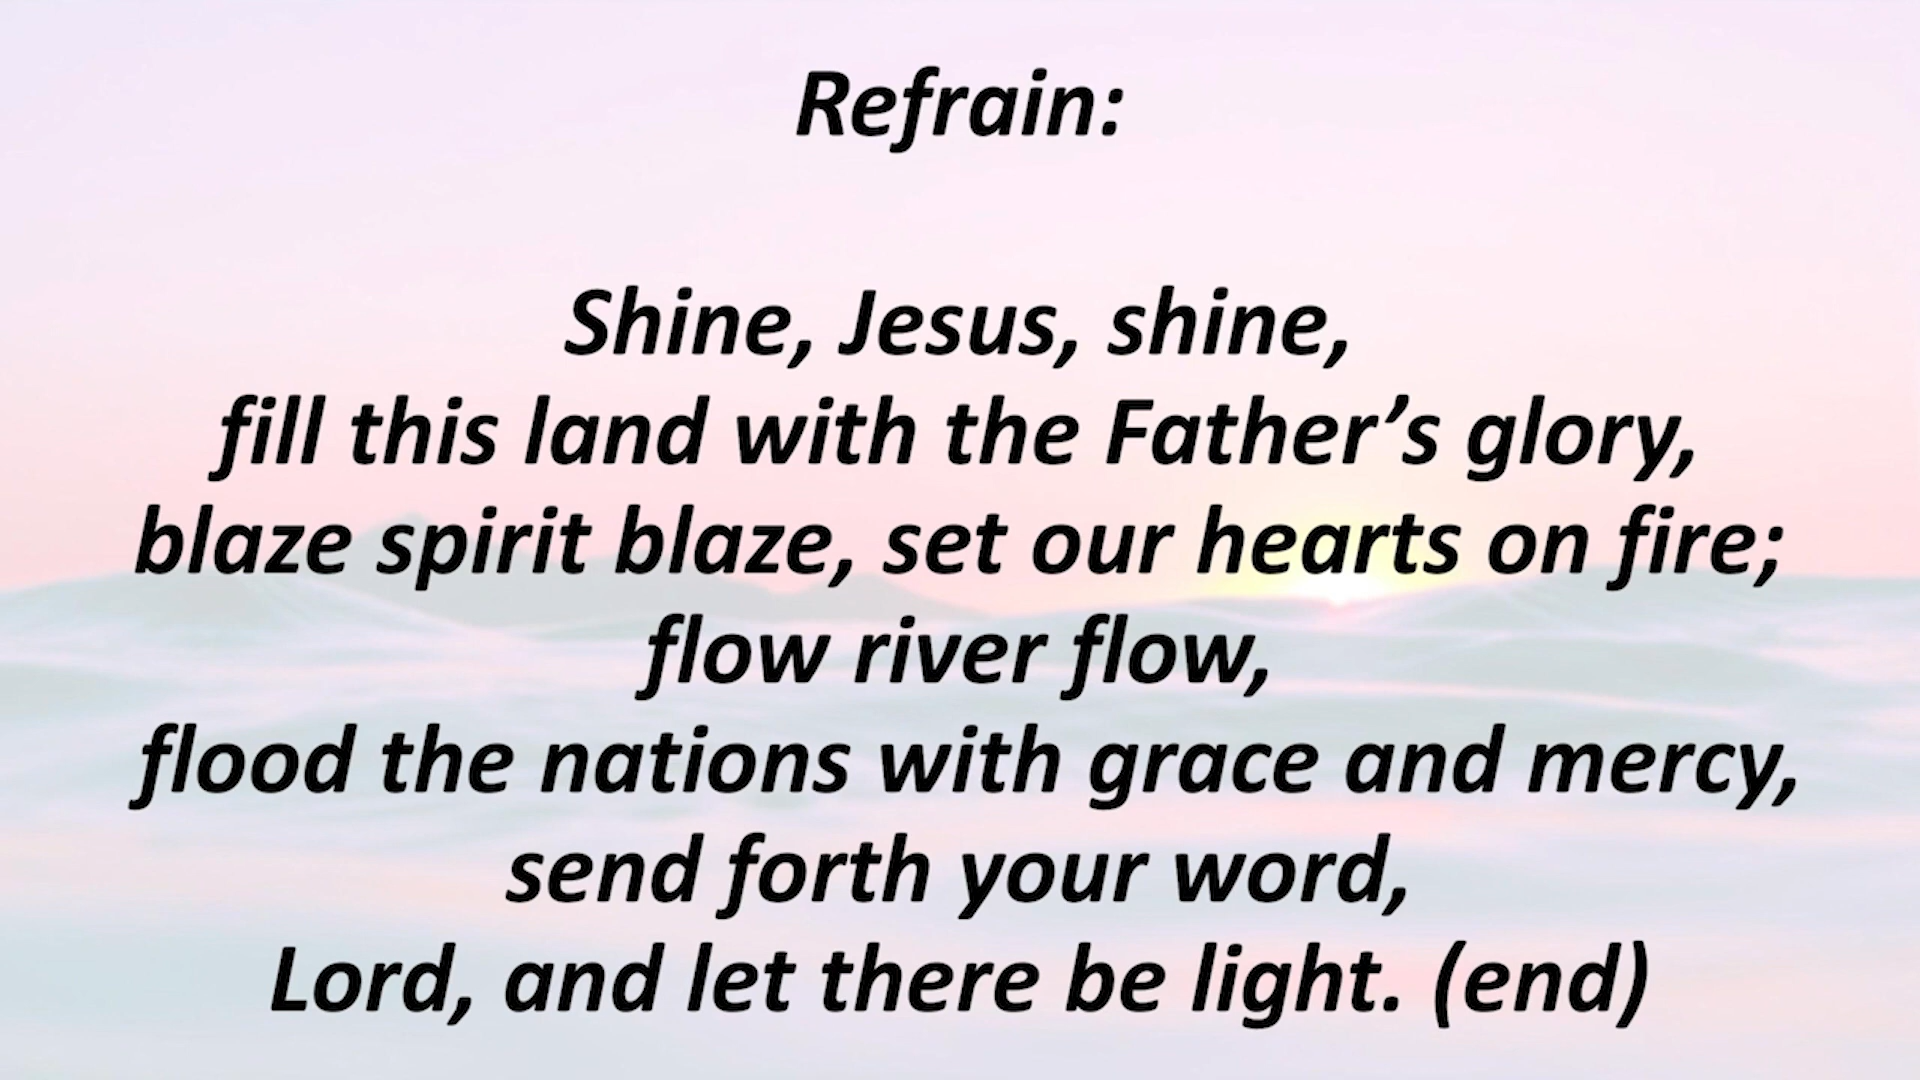 Refrain:
Shine, Jesus, shine,
fill this land with the Father’s glory,
blaze spirit blaze, set our hearts on fire;
flow river flow,
flood the nations with grace and mercy,
send forth your word,
Lord, and let there be light. (end)